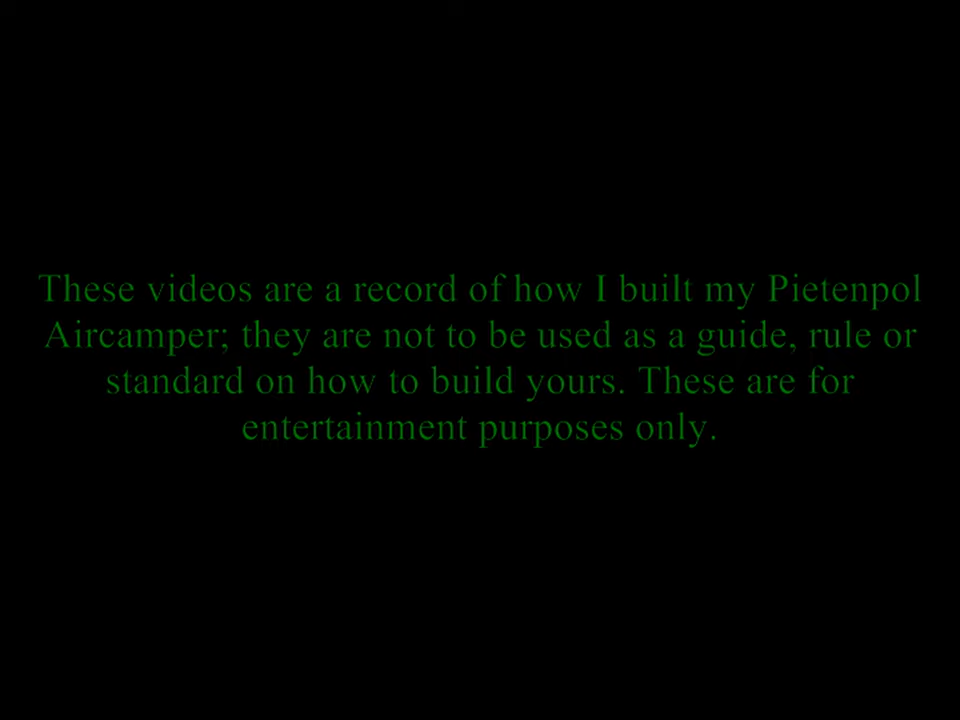 These videos are a record of how I built my Pietenpol
Aircamper; they are not to be used as a guide, rule or
standard on how to build yours. These are for
entertainment purposes only.